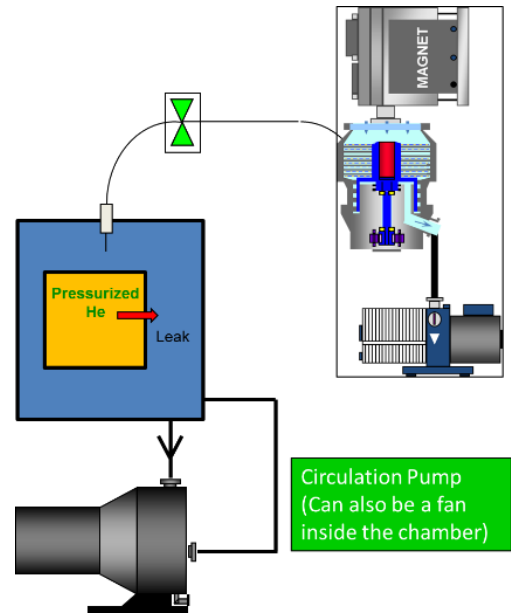 MAGNET
Pressurized
He
Leak
Circulation Pump
(Can also be a fan
inside the chamber)